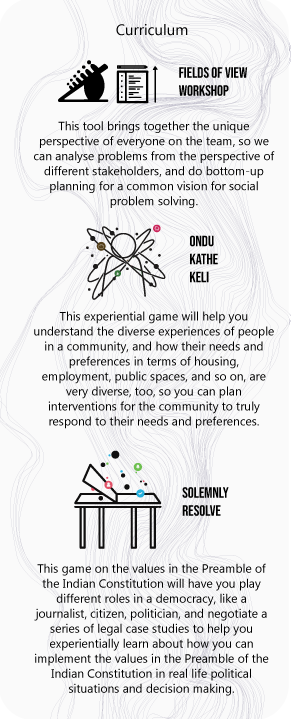 Curriculum
FIELDS OF VIEW
WORKSHOP
This tool brings together the unique
perspective of everyone on the team, so we
can analyse problems from the perspective of
different stakeholders, and do bottom-up
planning for a common vision for social
problem solving.
ONDU
KATHE
KELI
This experiential game will help you
understand the diverse experiences of people
in a community, and how their needs and
preferences in terms of housing,
employment, public spaces, and so on, are
very diverse, too, so you can plan
interventions for the community to truly
respond to their needs and preferences.
SOLEMNLY
RESOLVE
This game on the values in the Preamble of
the Indian Constitution will have you play
different roles in a democracy, like a
journalist, citizen, politician, and negotiate a
series of legal case studies to help you
experientially learn about how you can
implement the values in the Preamble of the
Indian Constitution in real life political
situations and decision making.